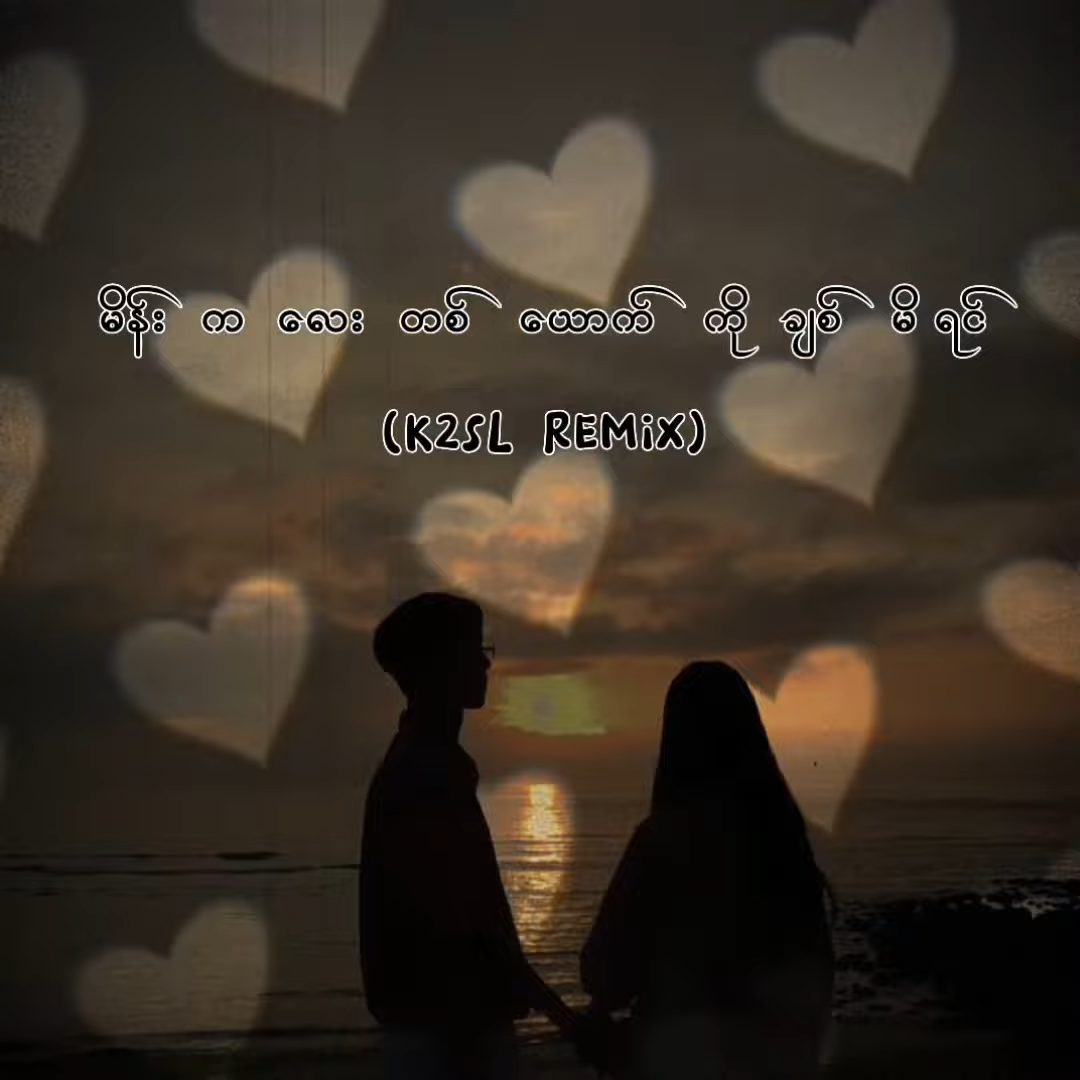 မိန်း က လေး တစ် ယောက် ကို ချစ် မိ ရင်
(K2SL REMiX)